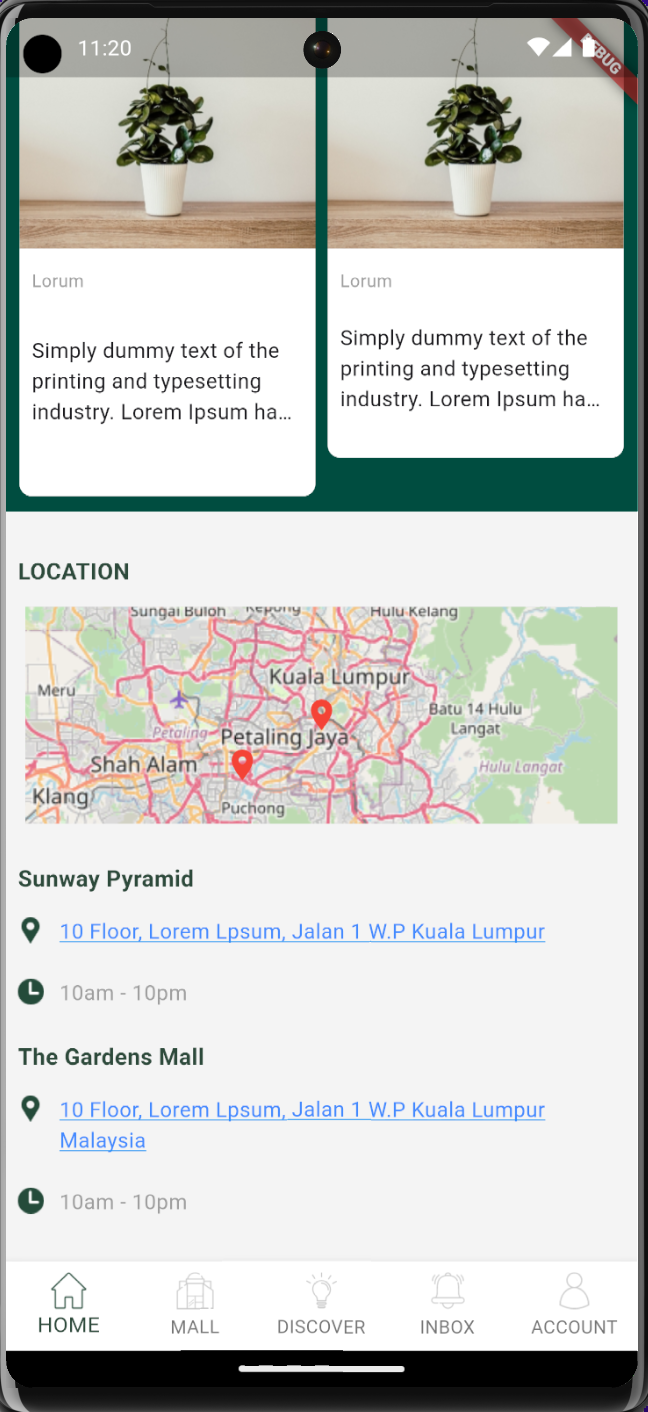 11:20
DEBUG
Lorum
Simply dummy text of the
printing and typesetting
industry. Lorem Ipsum ha...
Lorum
Simply dummy text of the
printing and typesetting
industry. Lorem Ipsum ha...
LOCATION
Sungai Buloh
Kepong
Hulu Kelang
Kuala Lumpur
Meru
Batu 14 Hulu
Langat
Petaling
Petaling Jaya
Shah Alam
Hulu Langat
Klang
Puchong
Sunway Pyramid
10 Floor, Lorem Lpsum, Jalan 1 W.P Kuala Lumpur
10am - 10pm
The Gardens Mall
10 Floor, Lorem Lpsum, Jalan 1 W.P Kuala Lumpur
Malaysia
10am - 10pm
HOME
MALL
DISCOVER
INBOX
ACCOUNT